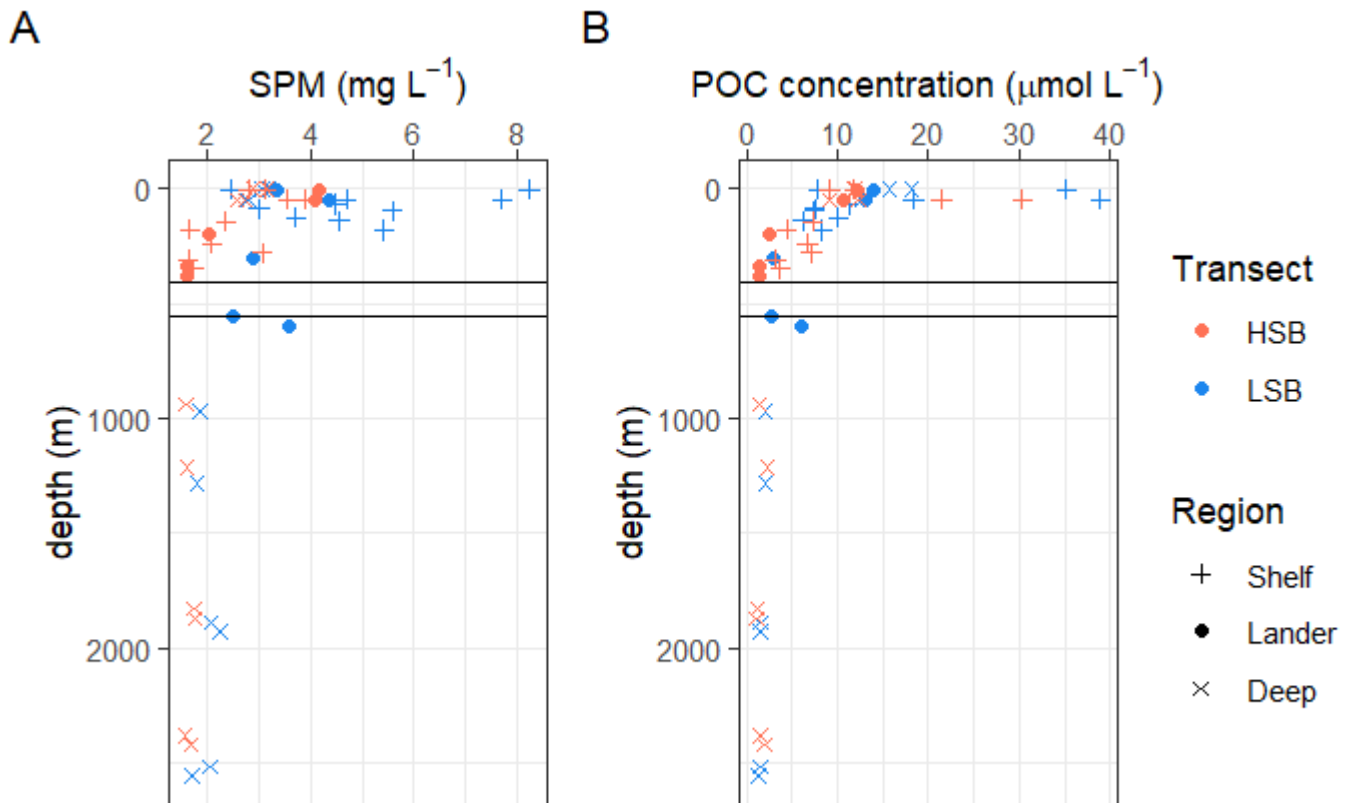 A
B
SPM (mg L⁻¹)
POC concentration (μmol L⁻¹)
2 4 6 8
0 10 20 30 40
0
1000
2000
depth (m)
0
1000
2000
depth (m)
Transect
HSB
LSB
Region
Shelf
Lander
Deep